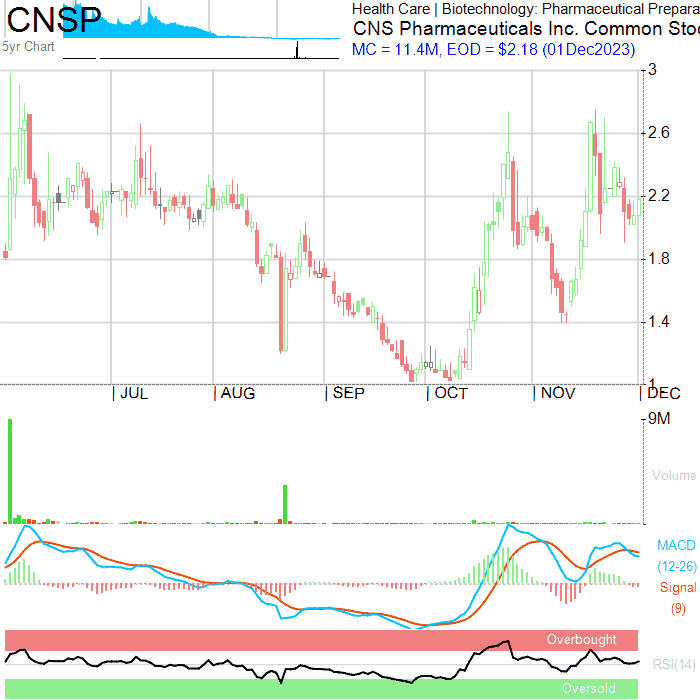 CNSP
5yr Chart
Health Care | Biotechnology: Pharmaceutical Prepara
CNS Pharmaceuticals Inc. Common Stoc
MC = 11.4M, EOD = $2.18 (01Dec2023)
3
2.6
2.2
1.8
1.4
1
| JUL | AUG | SEP | OCT | NOV | DEC
9M
Volume
MACD
(12-26)
Signal
(9)
Overbought
RSI(14)
Oversold